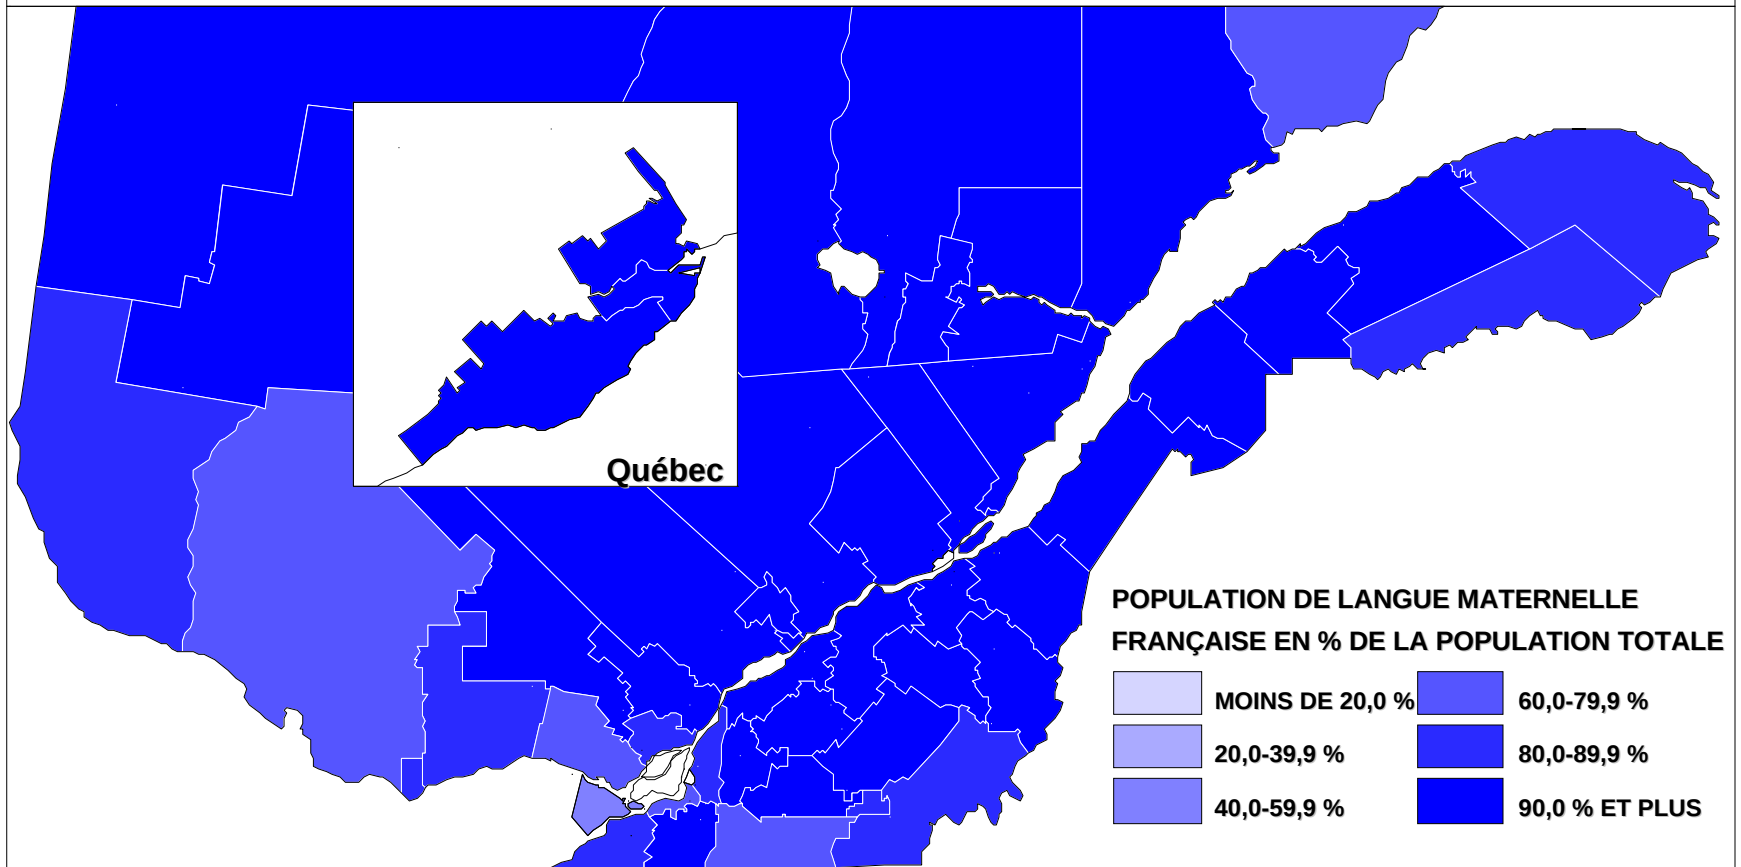 Québec
POPULATION DE LANGUE MATERNELLE
FRANÇAISE EN % DE LA POPULATION TOTALE
MOINS DE 20,0 %
60,0-79,9 %
20,0-39,9 %
80,0-89,9 %
40,0-59,9 %
90,0 % ET PLUS